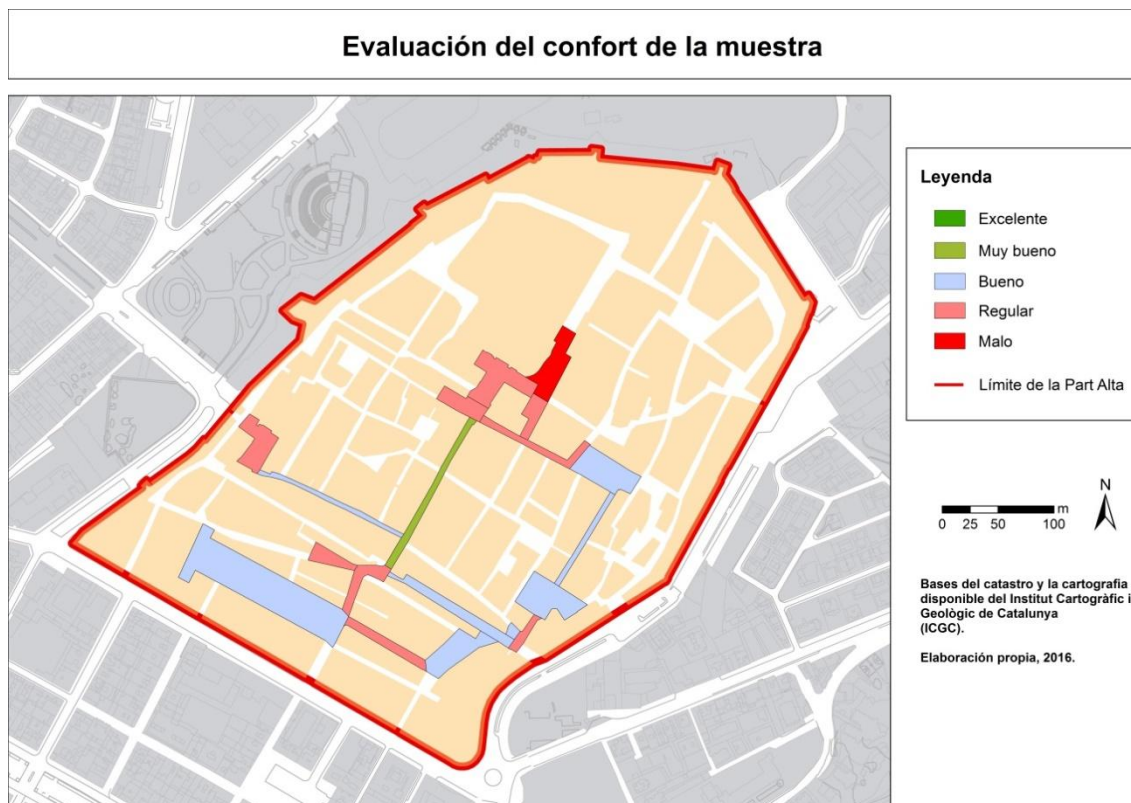 Evaluación del confort de la muestra
Leyenda
Excelente
Muy bueno
Bueno
Regular
Malo
Límite de la Part Alta
N
m
0 25 50 100
Bases del catastro y la cartografia
disponible del Institut Cartogràfic i
Geològic de Catalunya
(ICGC).
Elaboración propia, 2016.